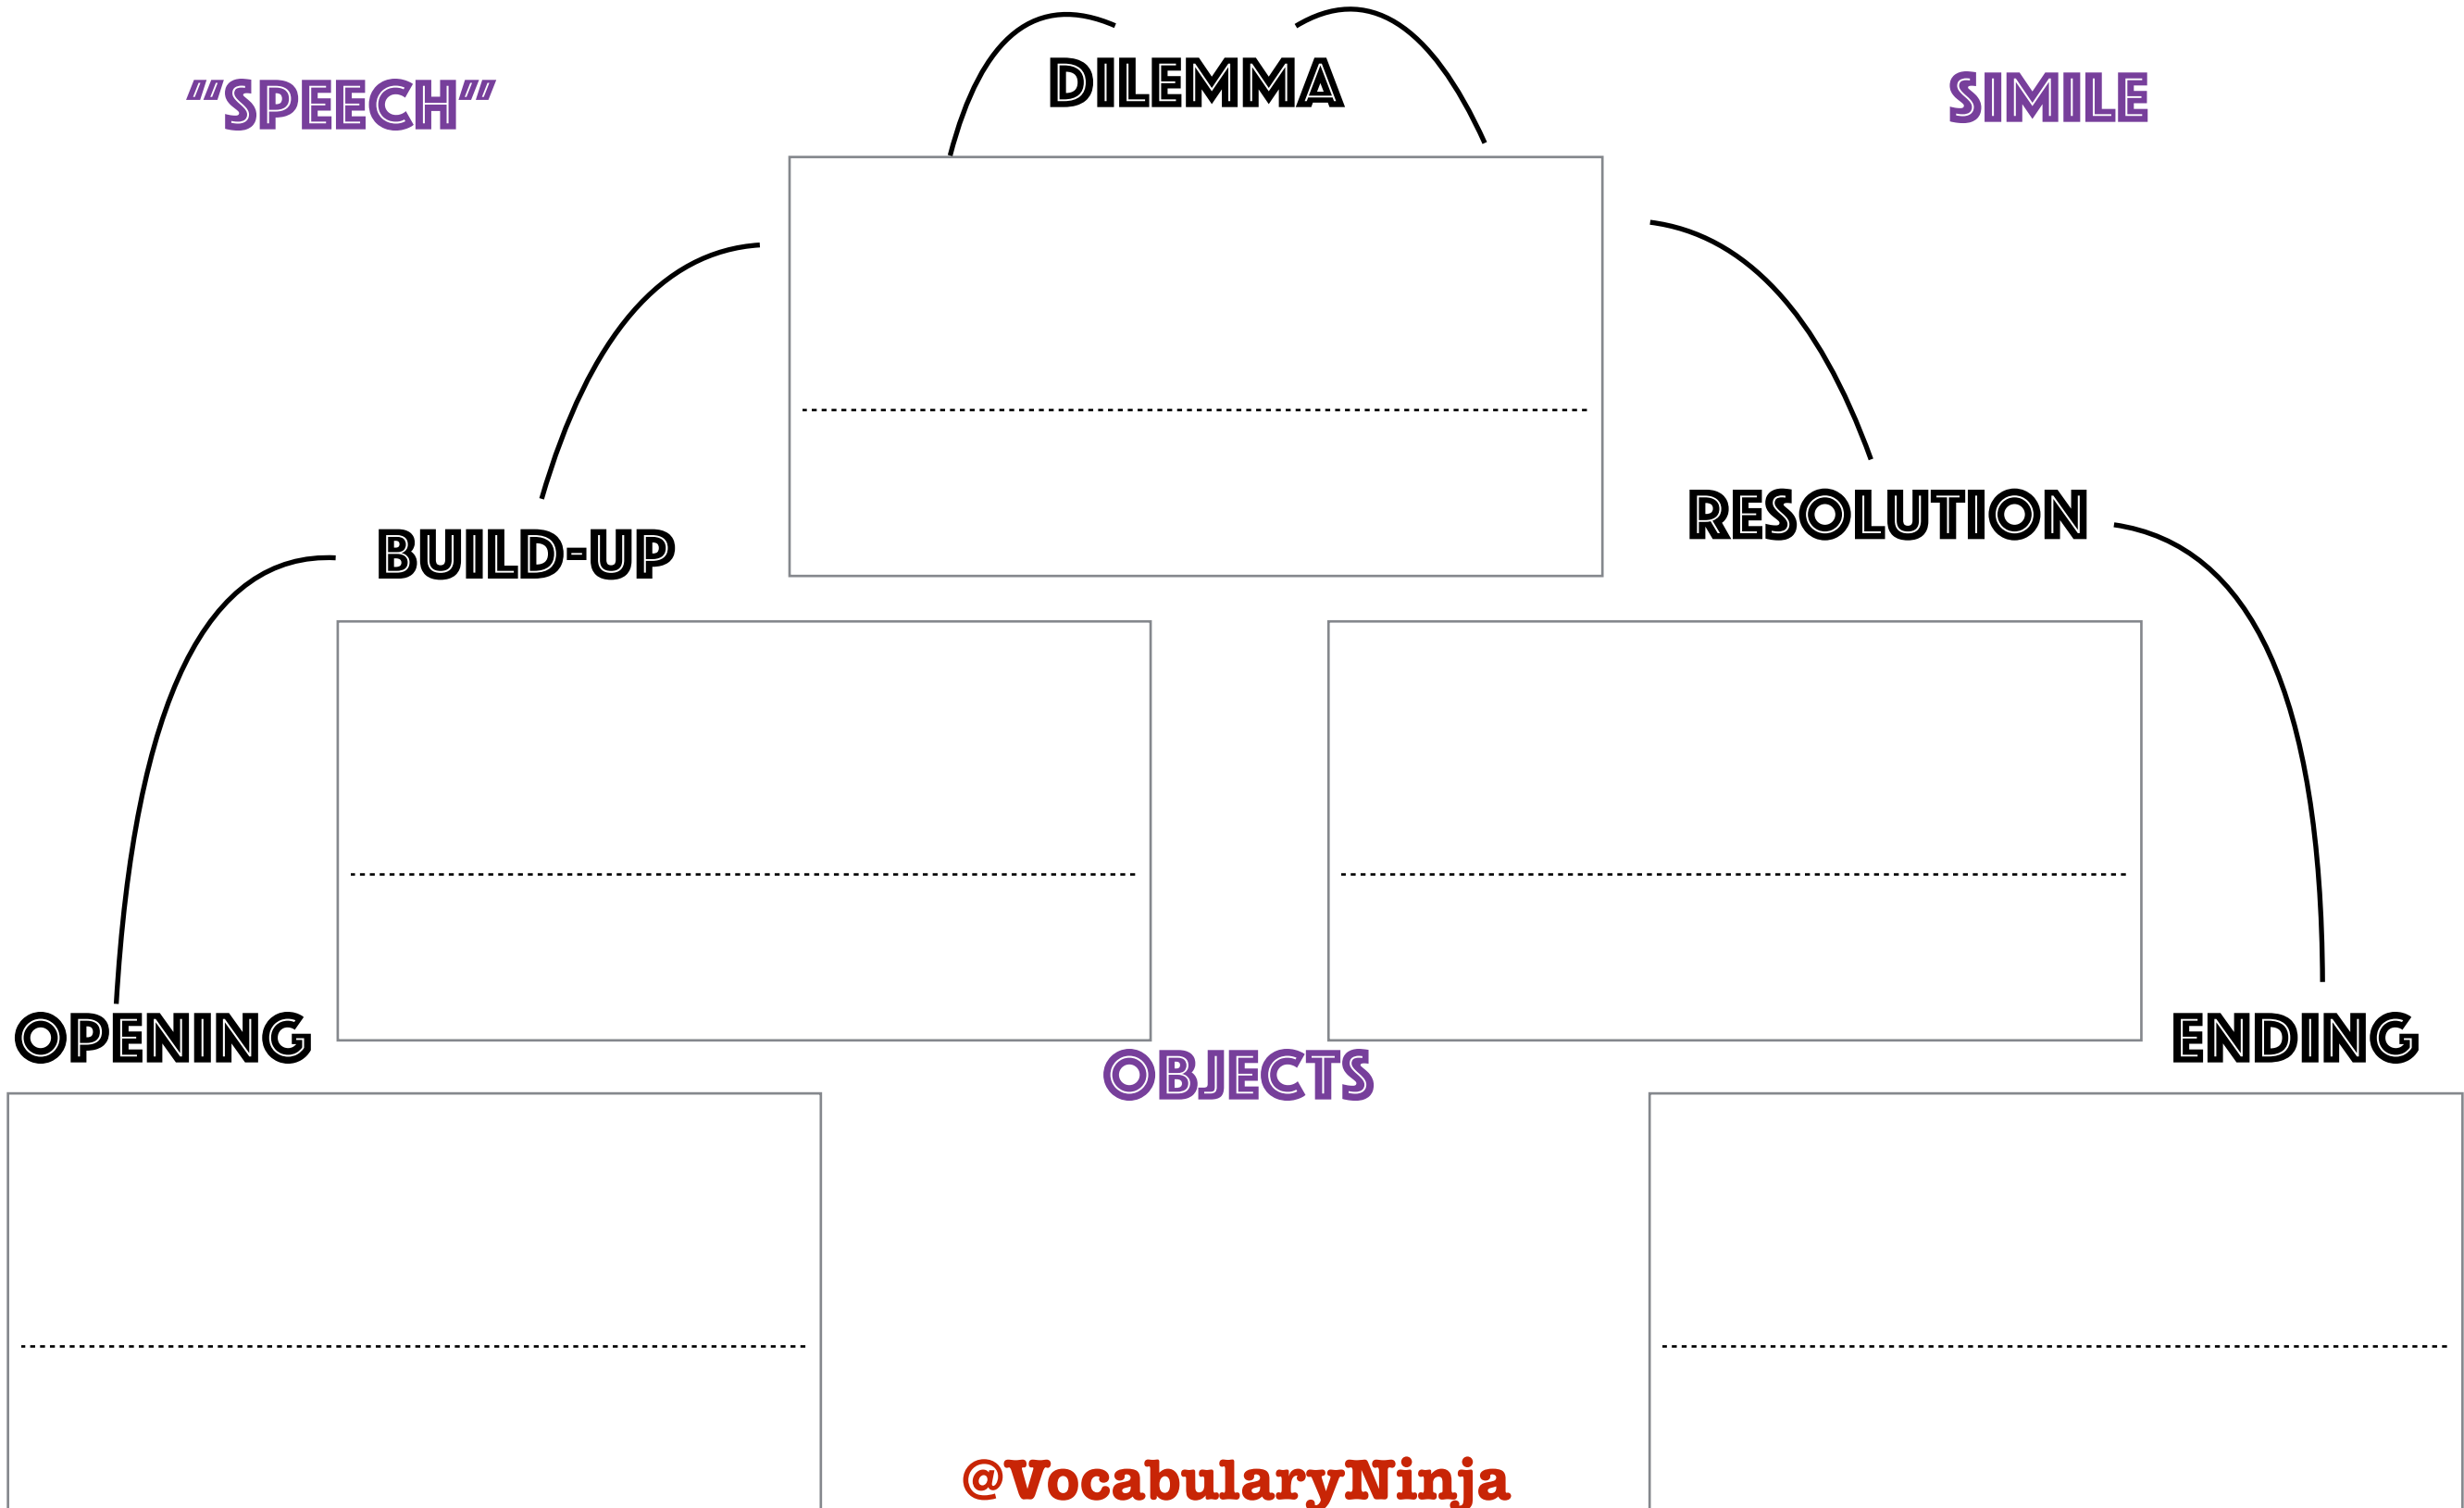 "SPEECH"
DILEMMA
SIMILE
BUILD-UP
RESOLUTION
OPENING
OBJECTS
ENDING
@VocabularyNinja